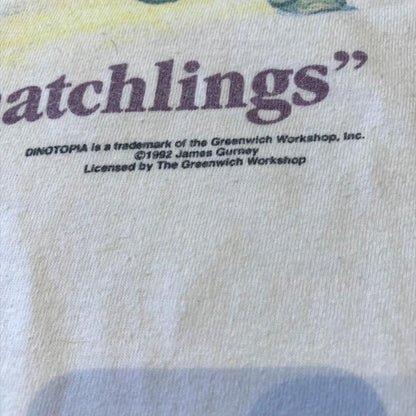 atchlings”
DINOTOPIA is a trademark of the Greenwich Workshop, Inc.
©1992 James Gurney
Licensed by The Greenwich Workshop